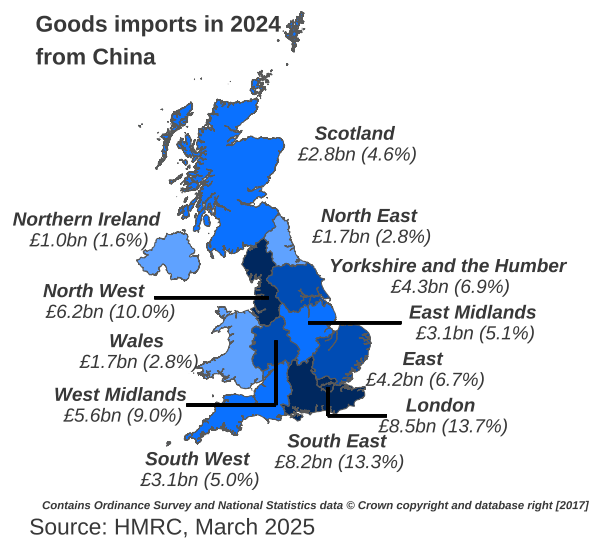 Goods imports in 2024
from China
Scotland
£2.8bn (4.6%)
Northern Ireland
£1.0bn (1.6%)
North East
£1.7bn (2.8%)
Yorkshire and the Humber
£4.3bn (6.9%)
North West
£6.2bn (10.0%)
East Midlands
£3.1bn (5.1%)
Wales
£1.7bn (2.8%)
East
£4.2bn (6.7%)
West Midlands
£5.6bn (9.0%)
London
£8.5bn (13.7%)
South East
£8.2bn (13.3%)
South West
£3.1bn (5.0%)
Contains Ordinance Survey and National Statistics data © Crown copyright and database right [2017]
Source: HMRC, March 2025